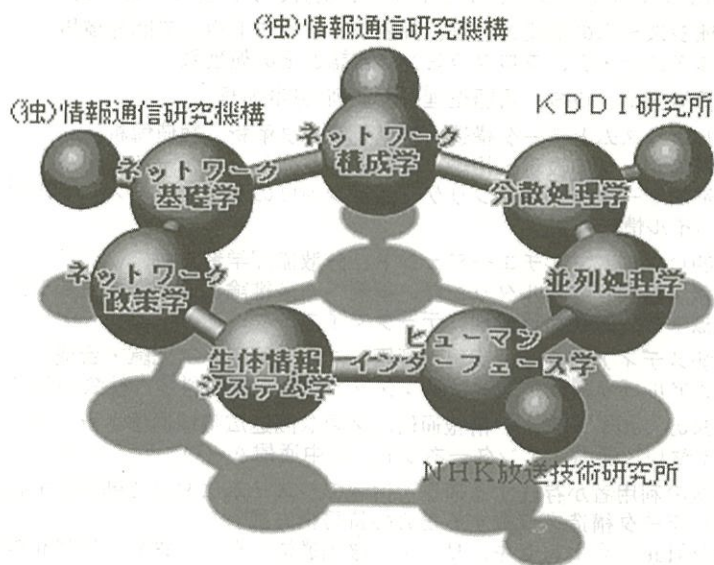 (独)情報通信研究機構
(独)情報通信研究機構
KDDI研究所
ネットワーク
構成学
ネットワーク
基礎学
分散処理学
ネットワーク
政策学
並列処理学
生体情報
システム学
ヒューマン
インターフェース学
NHK放送技術研究所